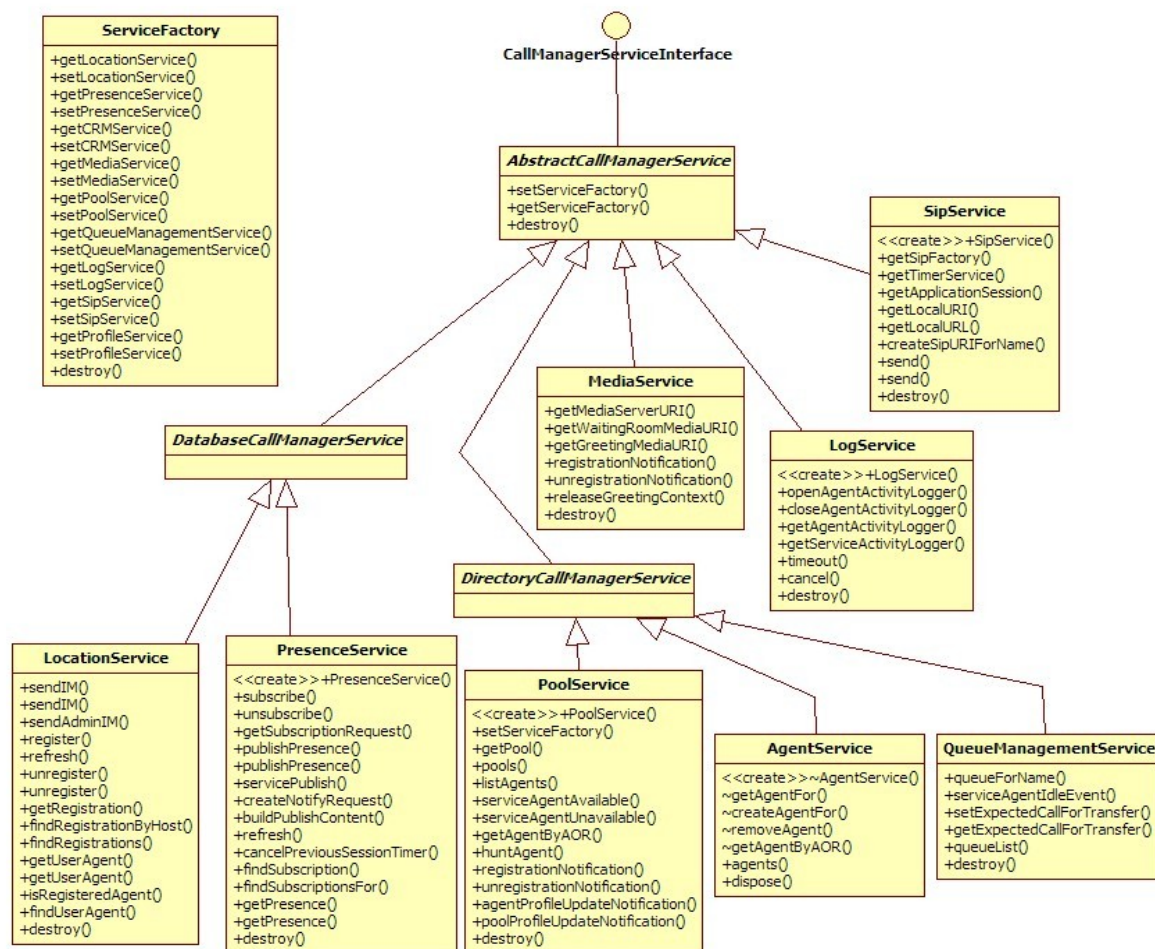 ServiceFactory
+getLocationService()
+setLocationService()
+getPresenceService()
+setPresenceService()
+getCRMService()
+setCRMService()
+getMediaService()
+setMediaService()
+getPoolService()
+setPoolService()
+getQueueManagementService()
+setQueueManagementService()
+getLogService()
+setLogService()
+getSipService()
+setSipService()
+getProfileService()
+setProfileService()
+destroy()
CallManagerServiceInterface
AbstractCallManagerService
+setServiceFactory()
+getServiceFactory()
+destroy()
SipService
<<create>>+SipService()
+getSipFactory()
+getTimerService()
+getApplicationSession()
+getLocalURI()
+getLocalURL()
+createSipURIForName()
+send()
+send()
+destroy()
MediaService
+getMediaServerURI()
+getWaitingRoomMediaURI()
+getGreetingMediaURI()
+registrationNotification()
+unregistrationNotification()
+releaseGreetingContext()
+destroy()
LogService
<<create>>+LogService()
+openAgentActivityLogger()
+closeAgentActivityLogger()
+getAgentActivityLogger()
+getServiceActivityLogger()
+timeout()
+cancel()
+destroy()
DatabaseCallManagerService
DirectoryCallManagerService
LocationService
+sendIM()
+sendIM()
+sendAdminIM()
+register()
+refresh()
+unregister()
+unregister()
+getRegistration()
+findRegistrationByHost()
+findRegistrations()
+getUserAgent()
+getUserAgent()
+isRegisteredAgent()
+findUserAgent()
+destroy()
PresenceService
<<create>>+PresenceService()
+subscribe()
+unsubscribe()
+getSubscriptionRequest()
+publishPresence()
+publishPresence()
+servicePublish()
+createNotifyRequest()
+buildPublishContent()
+refresh()
+cancelPreviousSessionTimer()
+findSubscription()
+findSubscriptionsFor()
+getPresence()
+getPresence()
+destroy()
PoolService
<<create>>+PoolService()
+setServiceFactory()
+getPool()
+pools()
+listAgents()
+serviceAgentAvailable()
+serviceAgentUnavailable()
+getAgentByAOR()
+huntAgent()
+registrationNotification()
+unregistrationNotification()
+agentProfileUpdateNotification()
+poolProfileUpdateNotification()
+destroy()
AgentService
<<create>>~AgentService()
~getAgentFor()
~createAgentFor()
~removeAgent()
~getAgentByAOR()
+agents()
+dispose()
QueueManagementService
+queueForName()
+serviceAgentIdleEvent()
+setExpectedCallForTransfer()
+getExpectedCallForTransfer()
+queueList()
+destroy()